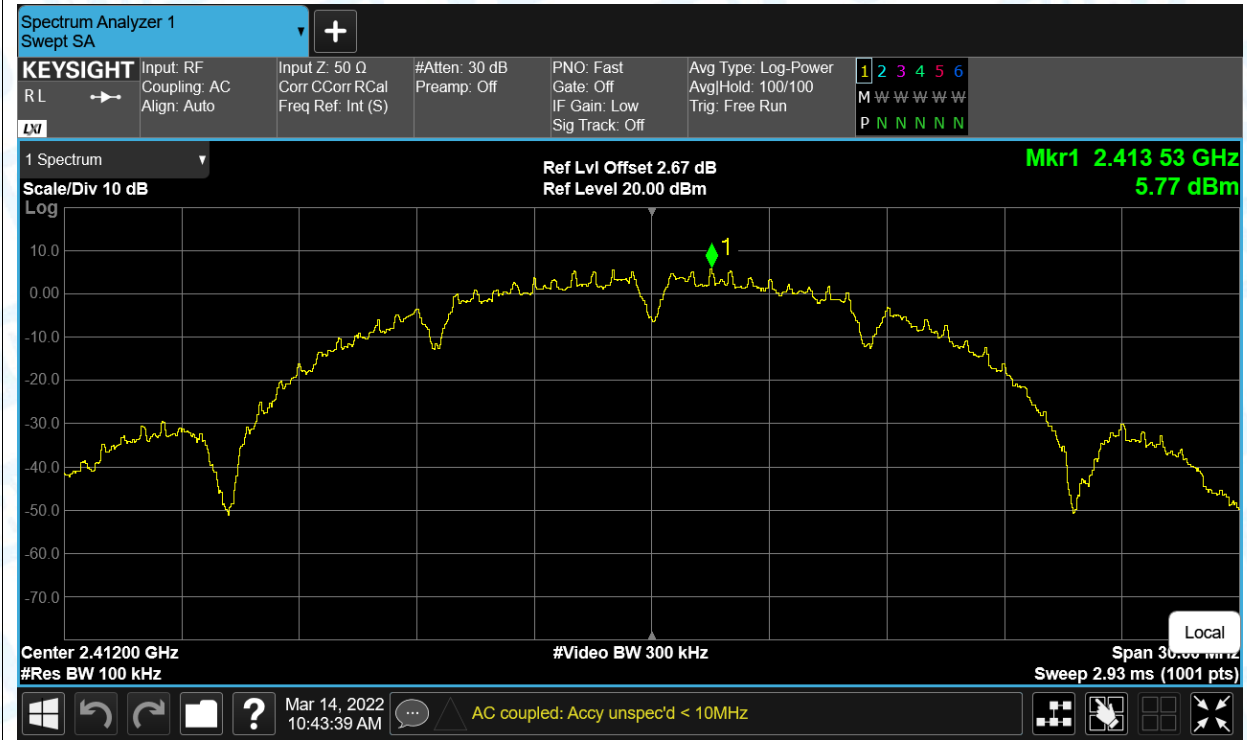 Spectrum Analyzer 1
Swept SA
KEYSIGHT
R L
LXI
Input: RF
Coupling: AC
Align: Auto
Input Z: 50 Ω
Corr CCorr RCal
Freq Ref: Int (S)
#Atten: 30 dB
Preamp: Off
PNO: Fast
Gate: Off
IF Gain: Low
Sig Track: Off
Avg Type: Log-Power
Avg|Hold: 100/100
Trig: Free Run
1 2 3 4 5 6
M W W W W W W
P N N N N N N
1 Spectrum
Scale/Div 10 dB
Log
Ref Lvl Offset 2.67 dB
Ref Level 20.00 dBm
Mkr1 2.413 53 GHz
5.77 dBm
1
10.0
0.00
-10.0
-20.0
-30.0
-40.0
-50.0
-60.0
-70.0
Local
Center 2.41200 GHz
#Video BW 300 kHz
Span 30.00 MHz
#Res BW 100 kHz
Sweep 2.93 ms (1001 pts)
?
Mar 14, 2022
10:43:39 AM
AC coupled: Accy unspec'd < 10MHz